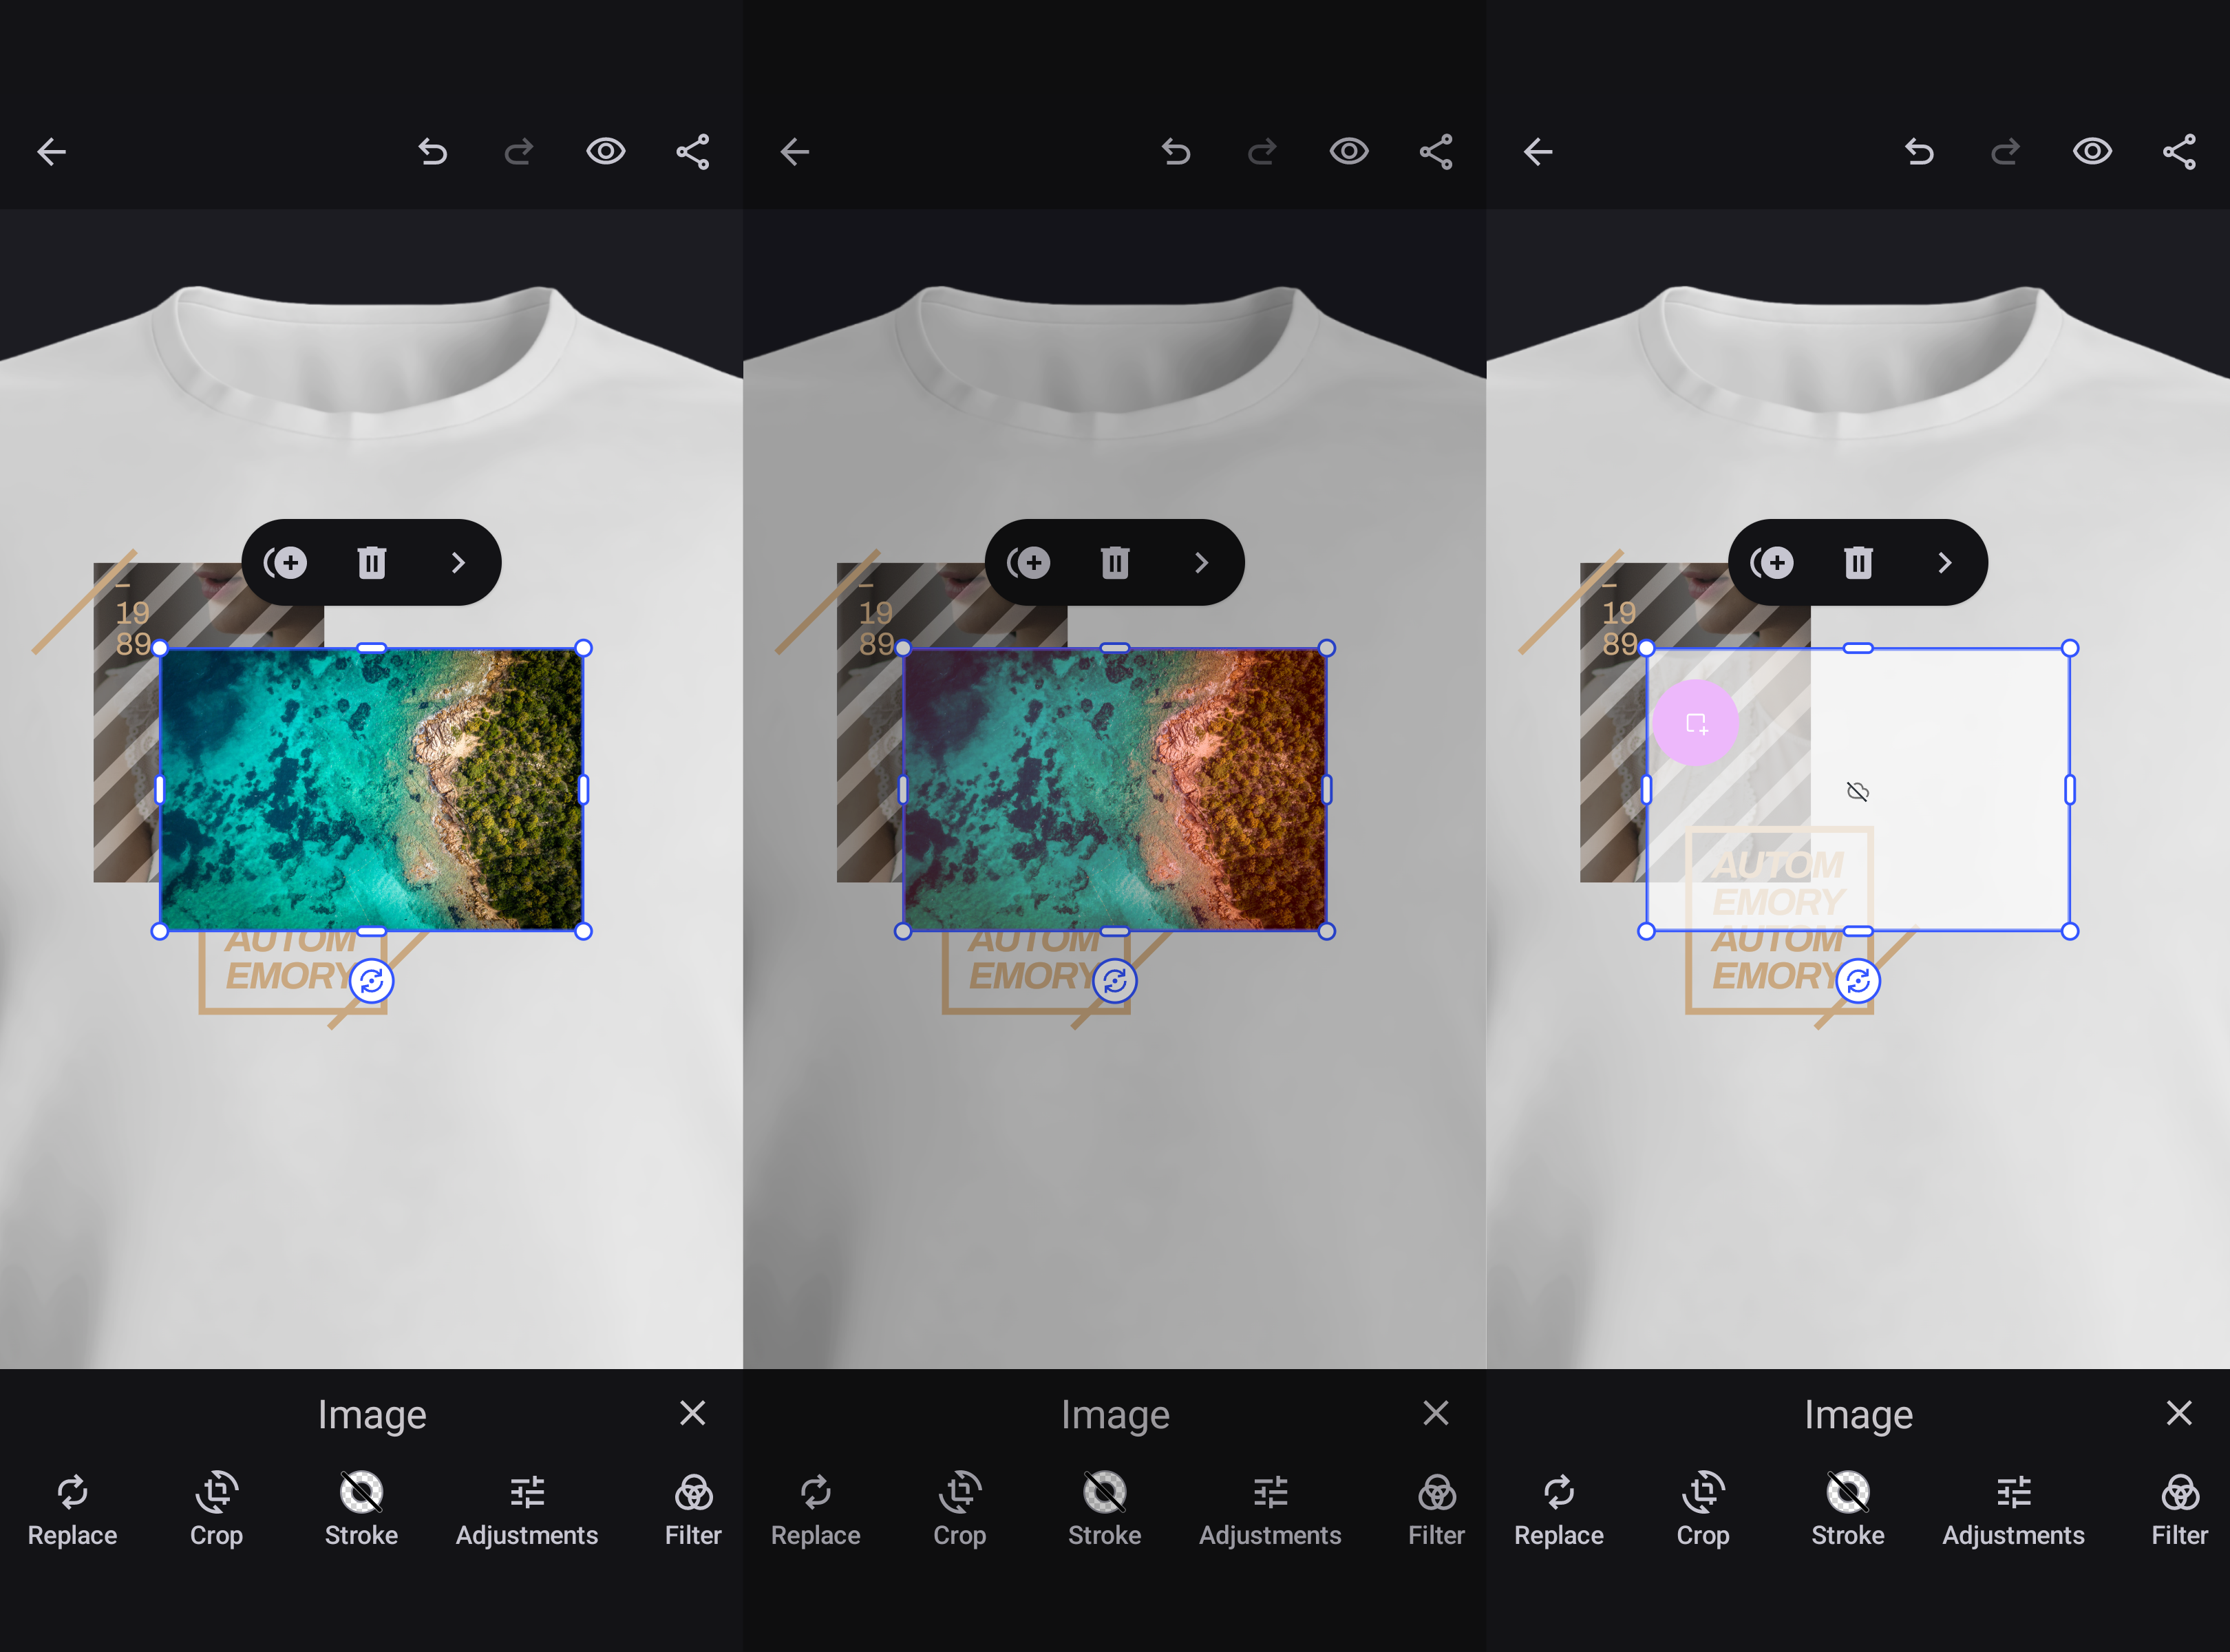 19
89
AUTOM
EMORY
Image
Replace Crop Stroke Adjustments Filter
19
89
AUTOM
EMORY
Image
Replace Crop Stroke Adjustments Filter
19
89
AUTOM
EMORY
AUTOM
EMORY
Image
Replace Crop Stroke Adjustments Filter